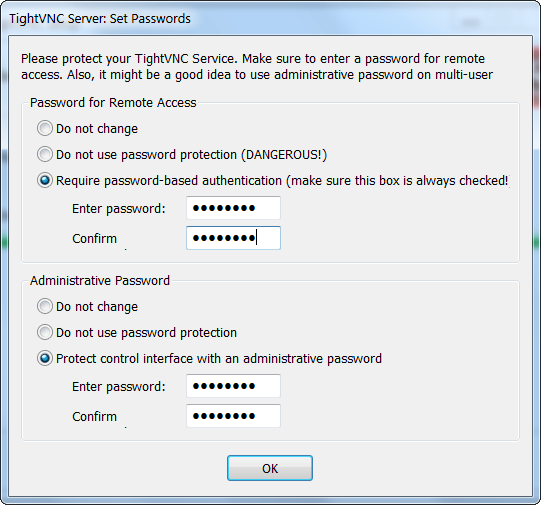 TightVNC Server: Set Passwords
Please protect your TightVNC Service. Make sure to enter a password for remote
access. Also, it might be a good idea to use administrative password on multi-user
Password for Remote Access
Do not change
Do not use password protection (DANGEROUS!)
Require password-based authentication (make sure this box is always checked!
Enter password: ●●●●●●●●
Confirm ●●●●●●●●
Administrative Password
Do not change
Do not use password protection
Protect control interface with an administrative password
Enter password: ●●●●●●●●
Confirm ●●●●●●●●
OK